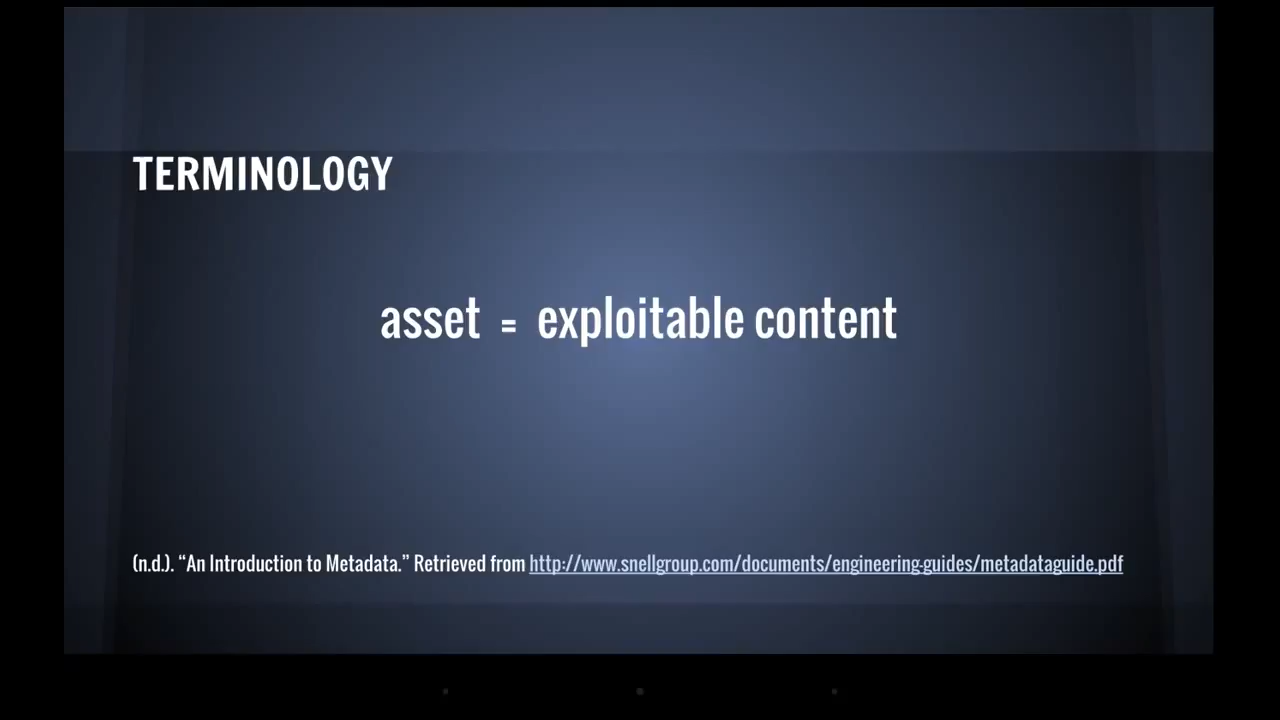 TERMINOLOGY
asset = exploitable content
(n.d.). “An Introduction to Metadata.” Retrieved from http://www.snellgroup.com/documents/engineering-guides/metadataguide.pdf